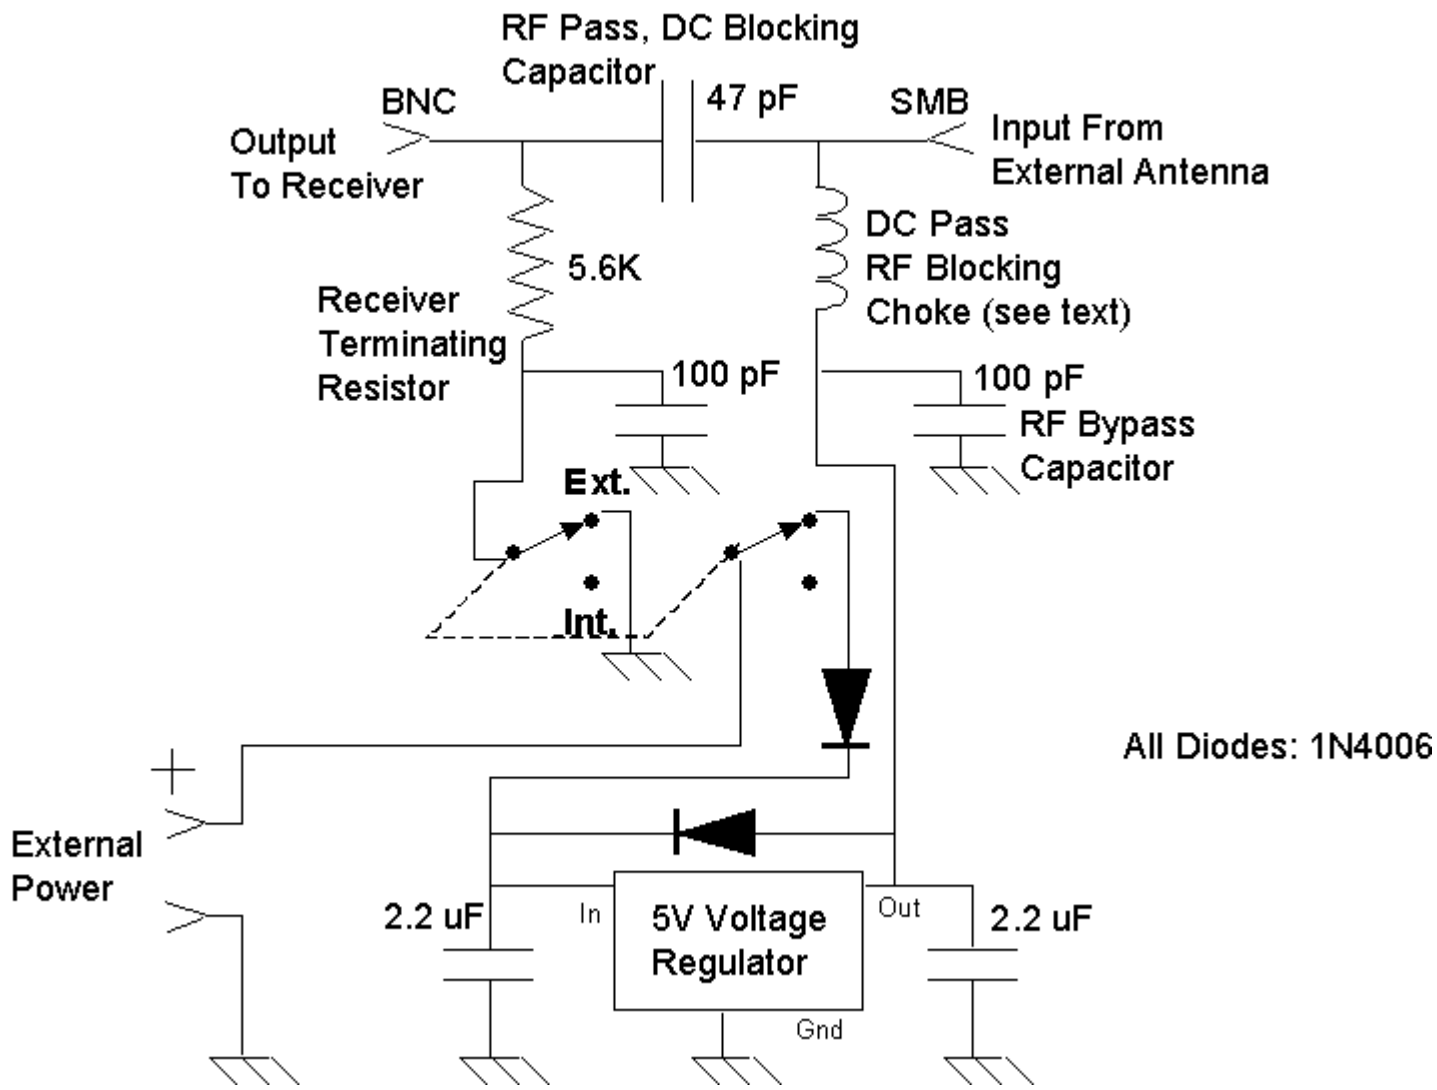 RF Pass, DC Blocking
Capacitor
47 pF
BNC
SMB
Output
To Receiver
Input From
External Antenna
5.6K
DC Pass
RF Blocking
Choke (see text)
Receiver
Terminating
Resistor
100 pF
100 pF
RF Bypass
Capacitor
Ext.
Int.
All Diodes: 1N4006
+
External
Power
2.2 uF
In
5V Voltage
Regulator
Out
Gnd
2.2 uF